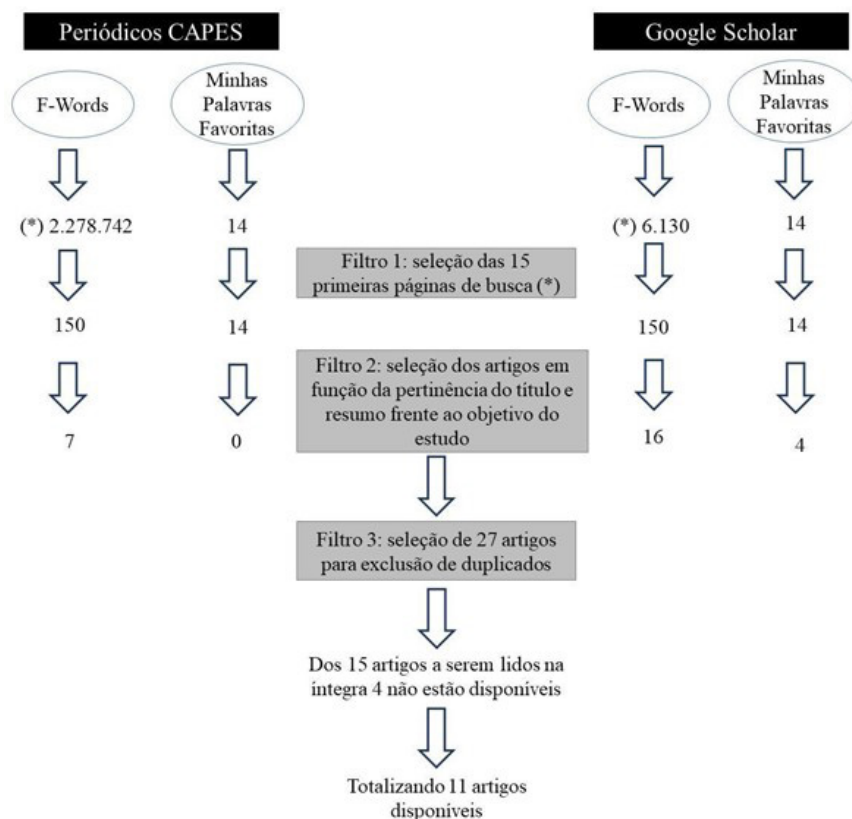 Periódicos CAPES
Google Scholar
F-Words
Minhas
Palavras
Favoritas
F-Words
Minhas
Palavras
Favoritas
(*) 2.278.742
14
(*) 6.130
14
Filtro 1: seleção das 15
primeiras páginas de busca (*)
150
14
150
14
Filtro 2: seleção dos artigos em
função da pertinência do título e
resumo frente ao objetivo do
estudo
7
0
16
4
Filtro 3: seleção de 27 artigos
para exclusão de duplicados
Dos 15 artigos a serem lidos na
íntegra 4 não estão disponíveis
Totalizando 11 artigos
disponíveis